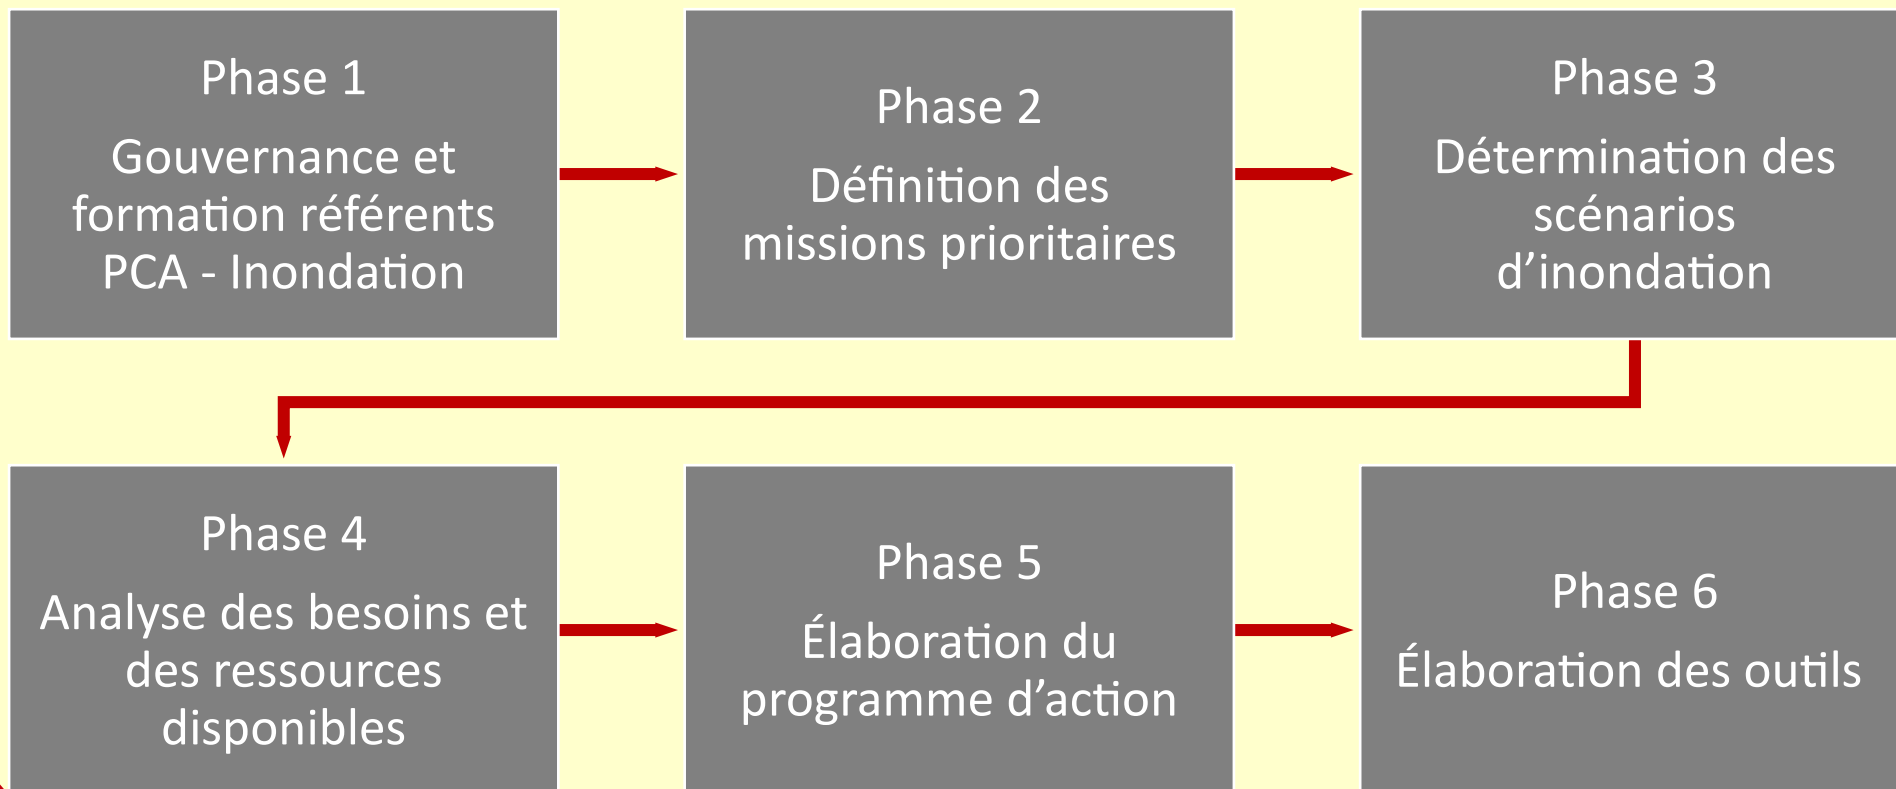 Phase 1
Gouvernance et
formation référents
PCA - Inondation
Phase 2
Définition des
missions prioritaires
Phase 3
Détermination des
scénarios
d’inondation
Phase 4
Analyse des besoins et
des ressources
disponibles
Phase 5
Élaboration du
programme d’action
Phase 6
Élaboration des outils